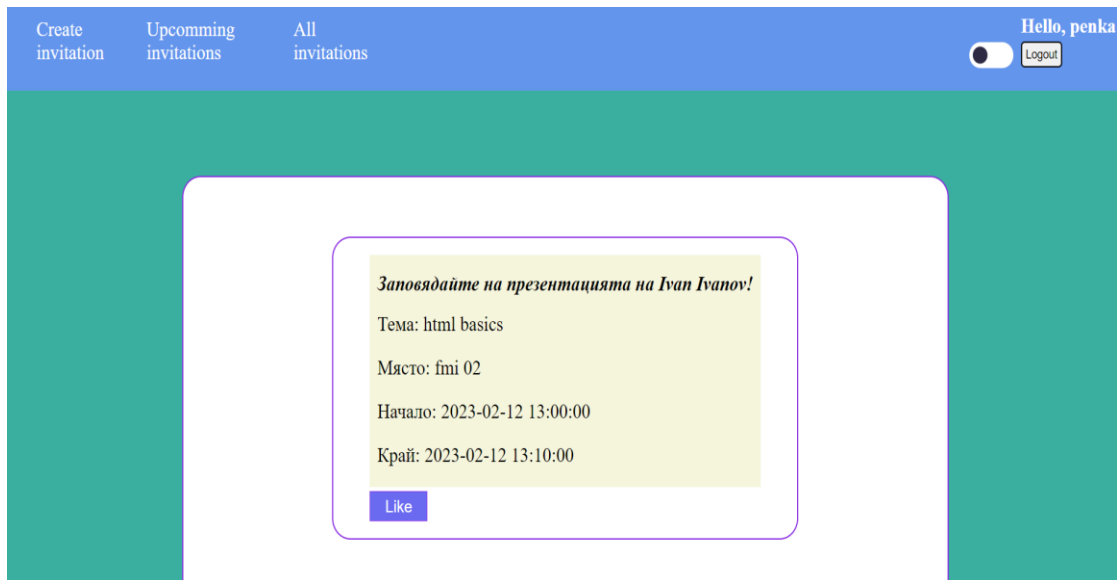 Create
invitation
Upcomming
invitations
All
invitations
Hello, penka
Logout
Заповядайте на презентацията на Ivan Ivanov!
Тема: html basics
Място: fmi 02
Начало: 2023-02-12 13:00:00
Край: 2023-02-12 13:10:00
Like